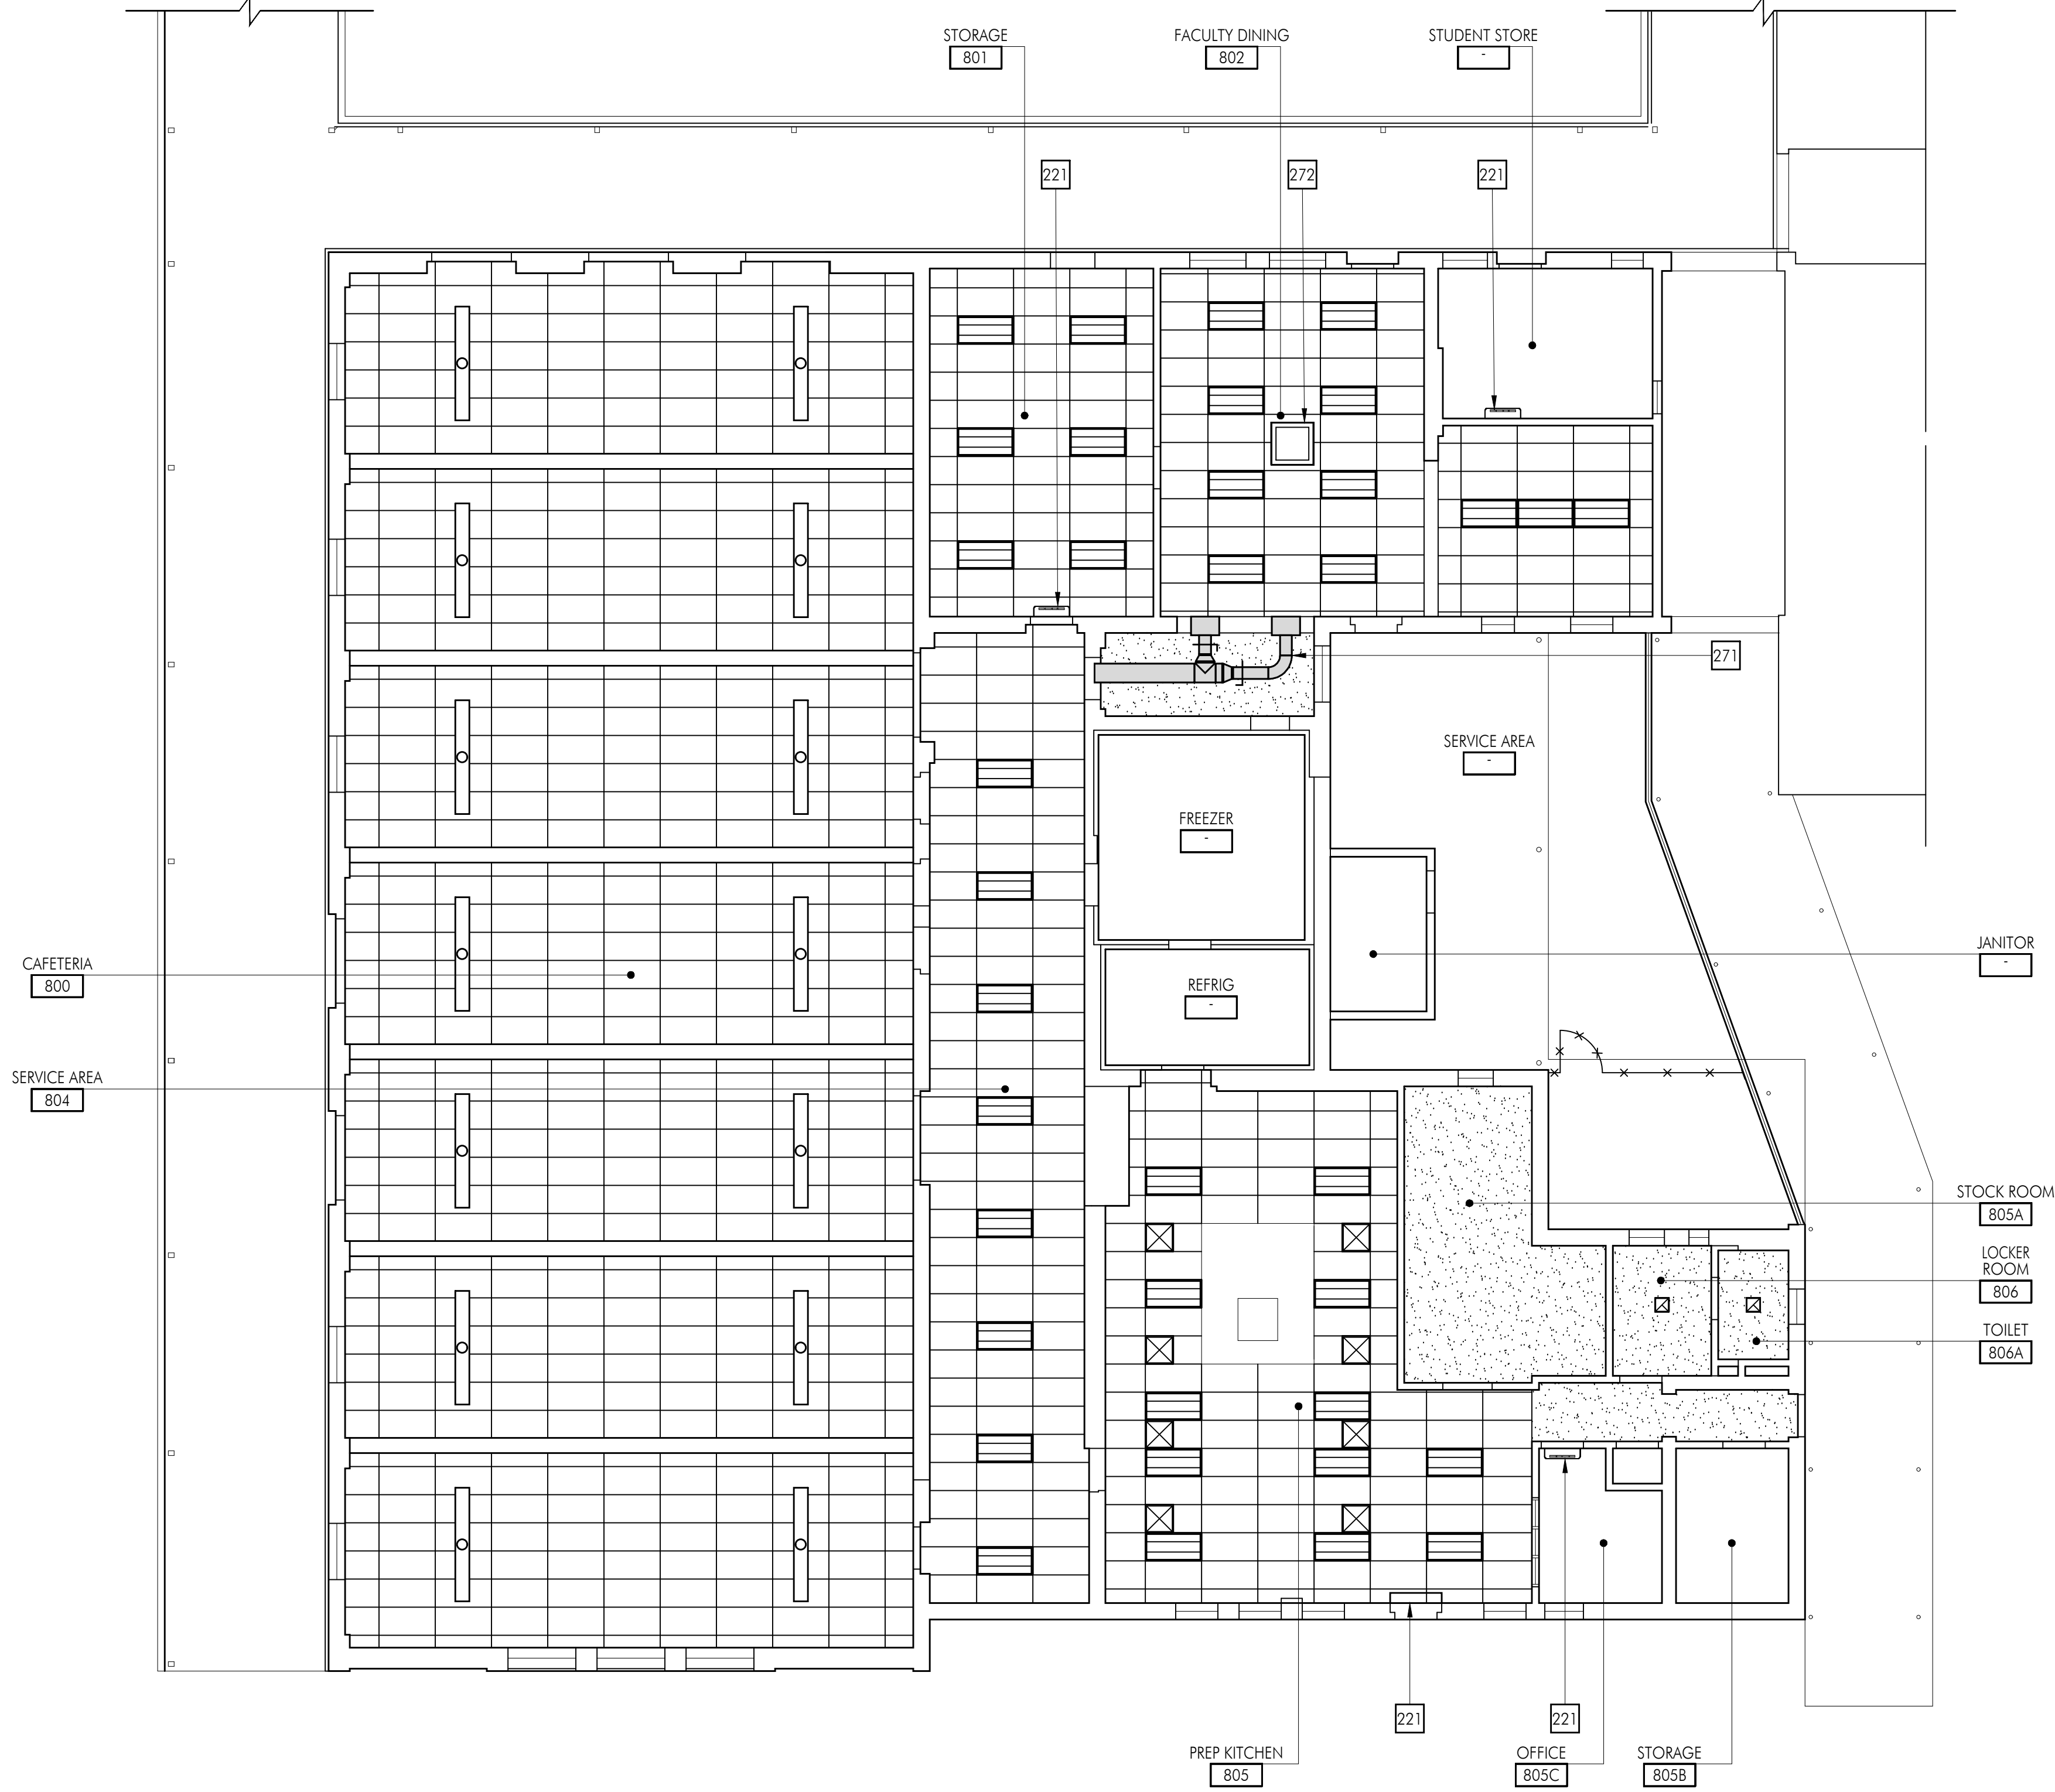 STORAGE
801
FACULTY DINING
802
STUDENT STORE
-
221
272
221
271
SERVICE AREA
-
FREEZER
-
REFRIG
-
CAFETERIA
800
JANITOR
-
SERVICE AREA
804
STOCK ROOM
805A
LOCKER
ROOM
806
TOILET
806A
221
221
PREP KITCHEN
805
OFFICE
805C
STORAGE
805B